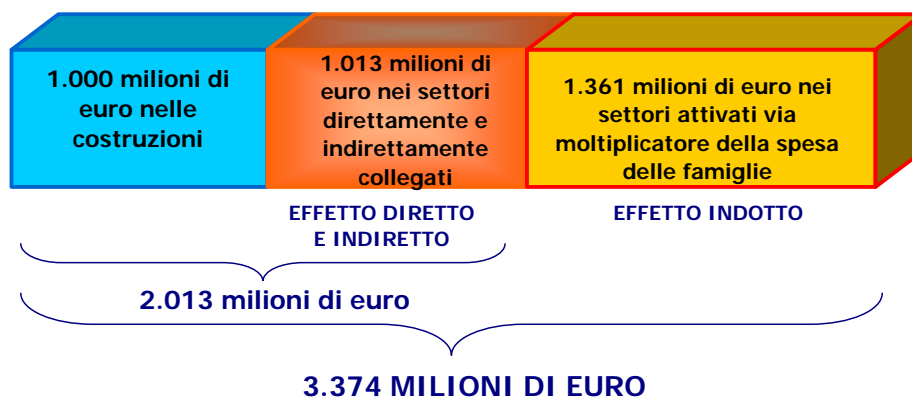 1.000 milioni di
euro nelle
costruzioni
1.013 milioni di
euro nei settori
direttamente e
indirettamente
collegati
1.361 milioni di euro nei
settori attivati via
moltiplicatore della spesa
delle famiglie
EFFETTO DIRETTO
E INDIRETTO
EFFETTO INDOTTO
2.013 milioni di euro
3.374 MILIONI DI EURO